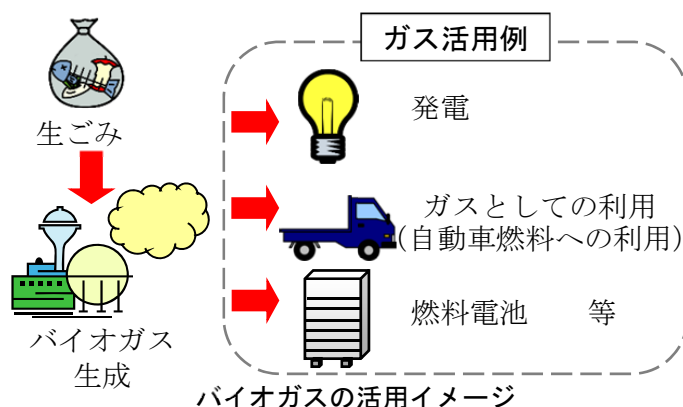 ガス活用例
生ごみ
発電
ガスとしての利用
(自動車燃料への利用)
バイオガス
生成
燃料電池　　等
バイオガスの活用イメージ